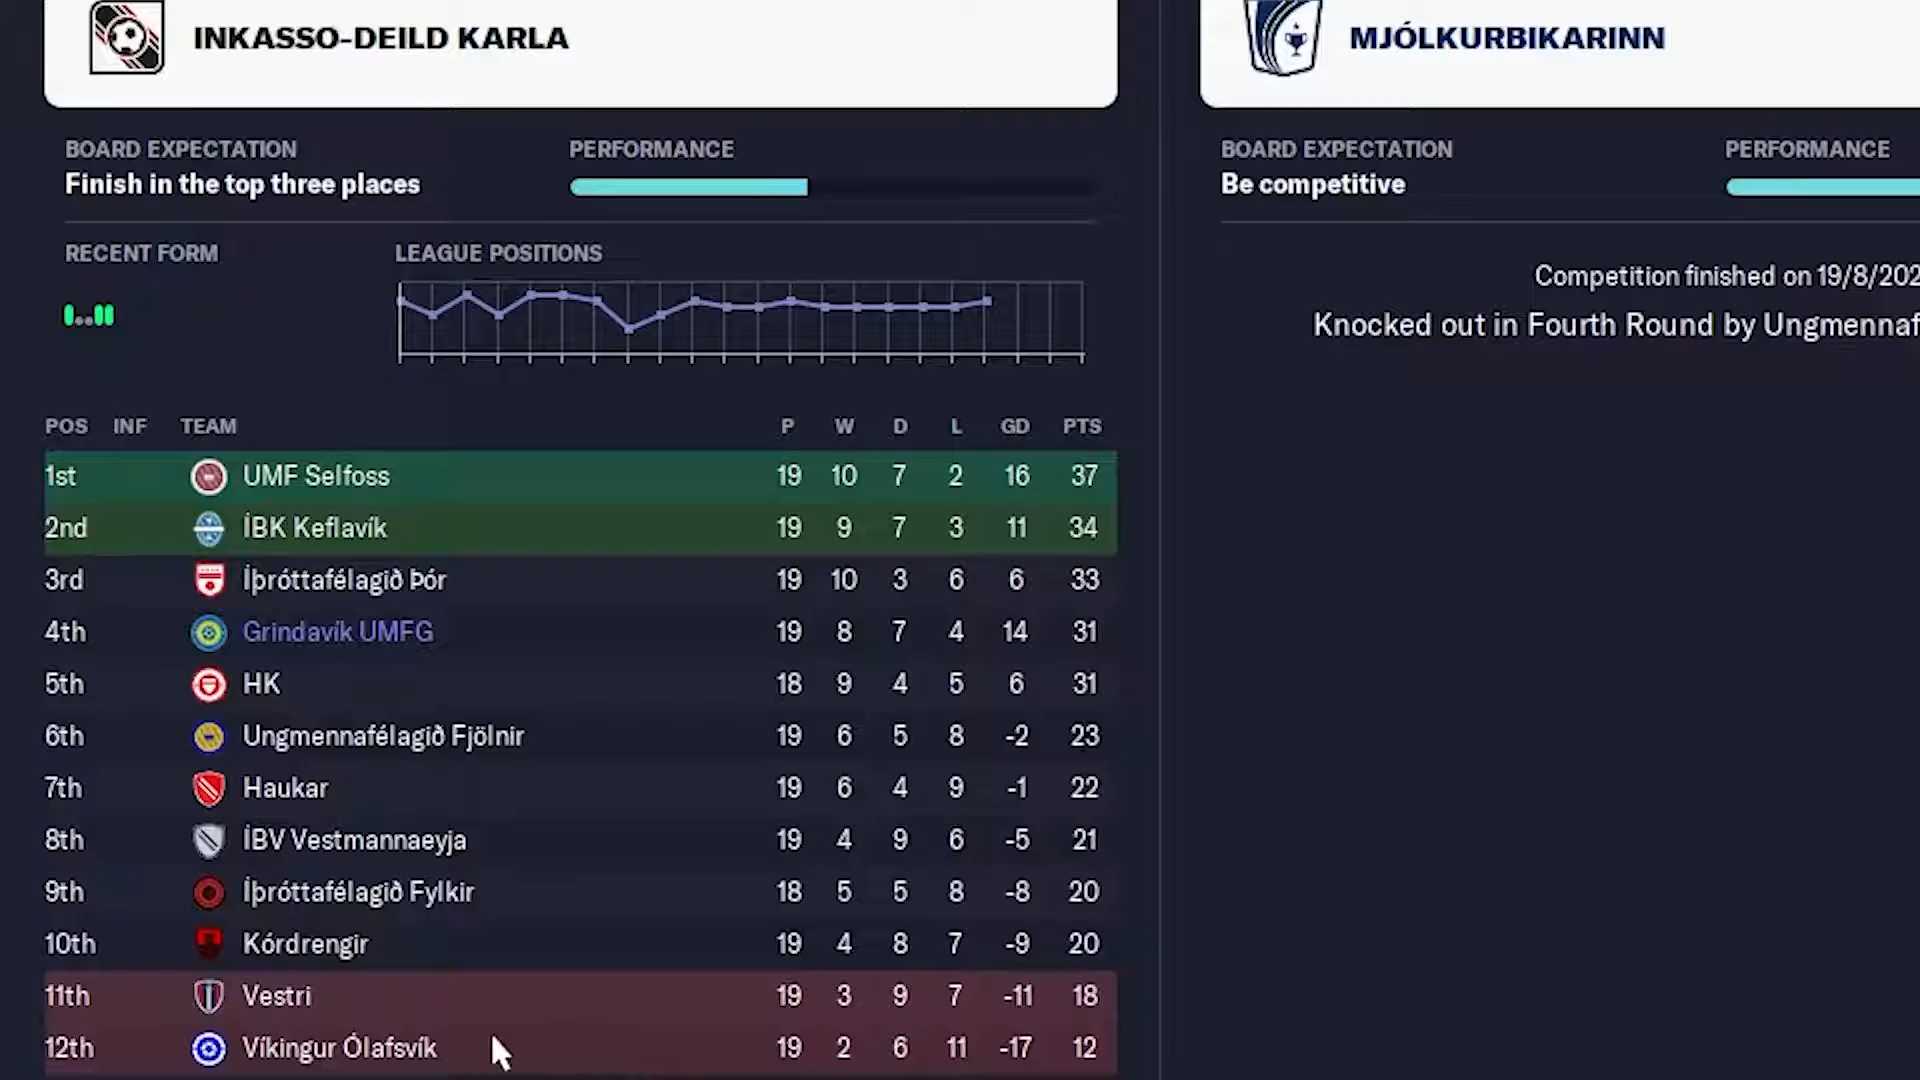 INKASSO-DEILD KARLA
BOARD EXPECTATION PERFORMANCE
Finish in the top three places
RECENT FORM LEAGUE POSITIONS
POS INF TEAM P W D L GD PTS
1st UMF Selfoss 19 10 7 2 16 37
2nd ÍBK Keflavík 19 9 7 3 11 34
3rd Íþróttafélagið Þór 19 10 3 6 6 33
4th Grindavík UMFG 19 8 7 4 14 31
5th HK 18 9 4 5 6 31
6th Ungmennafélagið Fjölnir 19 6 5 8 -2 23
7th Haukar 19 6 4 9 -1 22
8th ÍBV Vestmannaeyja 19 4 9 6 -5 21
9th Íþróttafélagið Fylkir 18 5 5 8 -8 20
10th Kórdrengir 19 4 8 7 -9 20
11th Vestri 19 3 9 7 -11 18
12th Víkingur Ólafsvík 19 2 6 11 -17 12
MJÓLKURBIKARINN
BOARD EXPECTATION PERFORMANCE
Be competitive
Competition finished on 19/8/202
Knocked out in Fourth Round by Ungmennaf